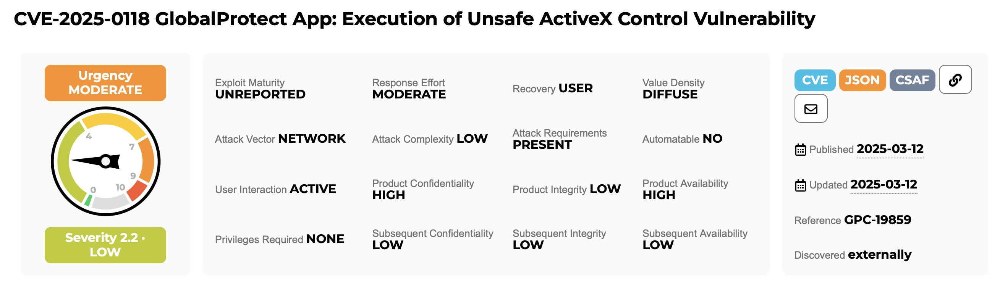 CVE-2025-0118 GlobalProtect App: Execution of Unsafe ActiveX Control Vulnerability
Urgency
MODERATE
4
7
9
10
0
Severity 2.2 ·
LOW
Exploit Maturity
UNREPORTED
Response Effort
MODERATE
Recovery USER
Value Density
DIFFUSE
Attack Vector NETWORK
Attack Complexity LOW
Attack Requirements
PRESENT
Automatable NO
User Interaction ACTIVE
Product Confidentiality
HIGH
Product Integrity LOW
Product Availability
HIGH
Privileges Required NONE
Subsequent Confidentiality
LOW
Subsequent Integrity
LOW
Subsequent Availability
LOW
CVE JSON CSAF
Published 2025-03-12
Updated 2025-03-12
Reference GPC-19859
Discovered externally